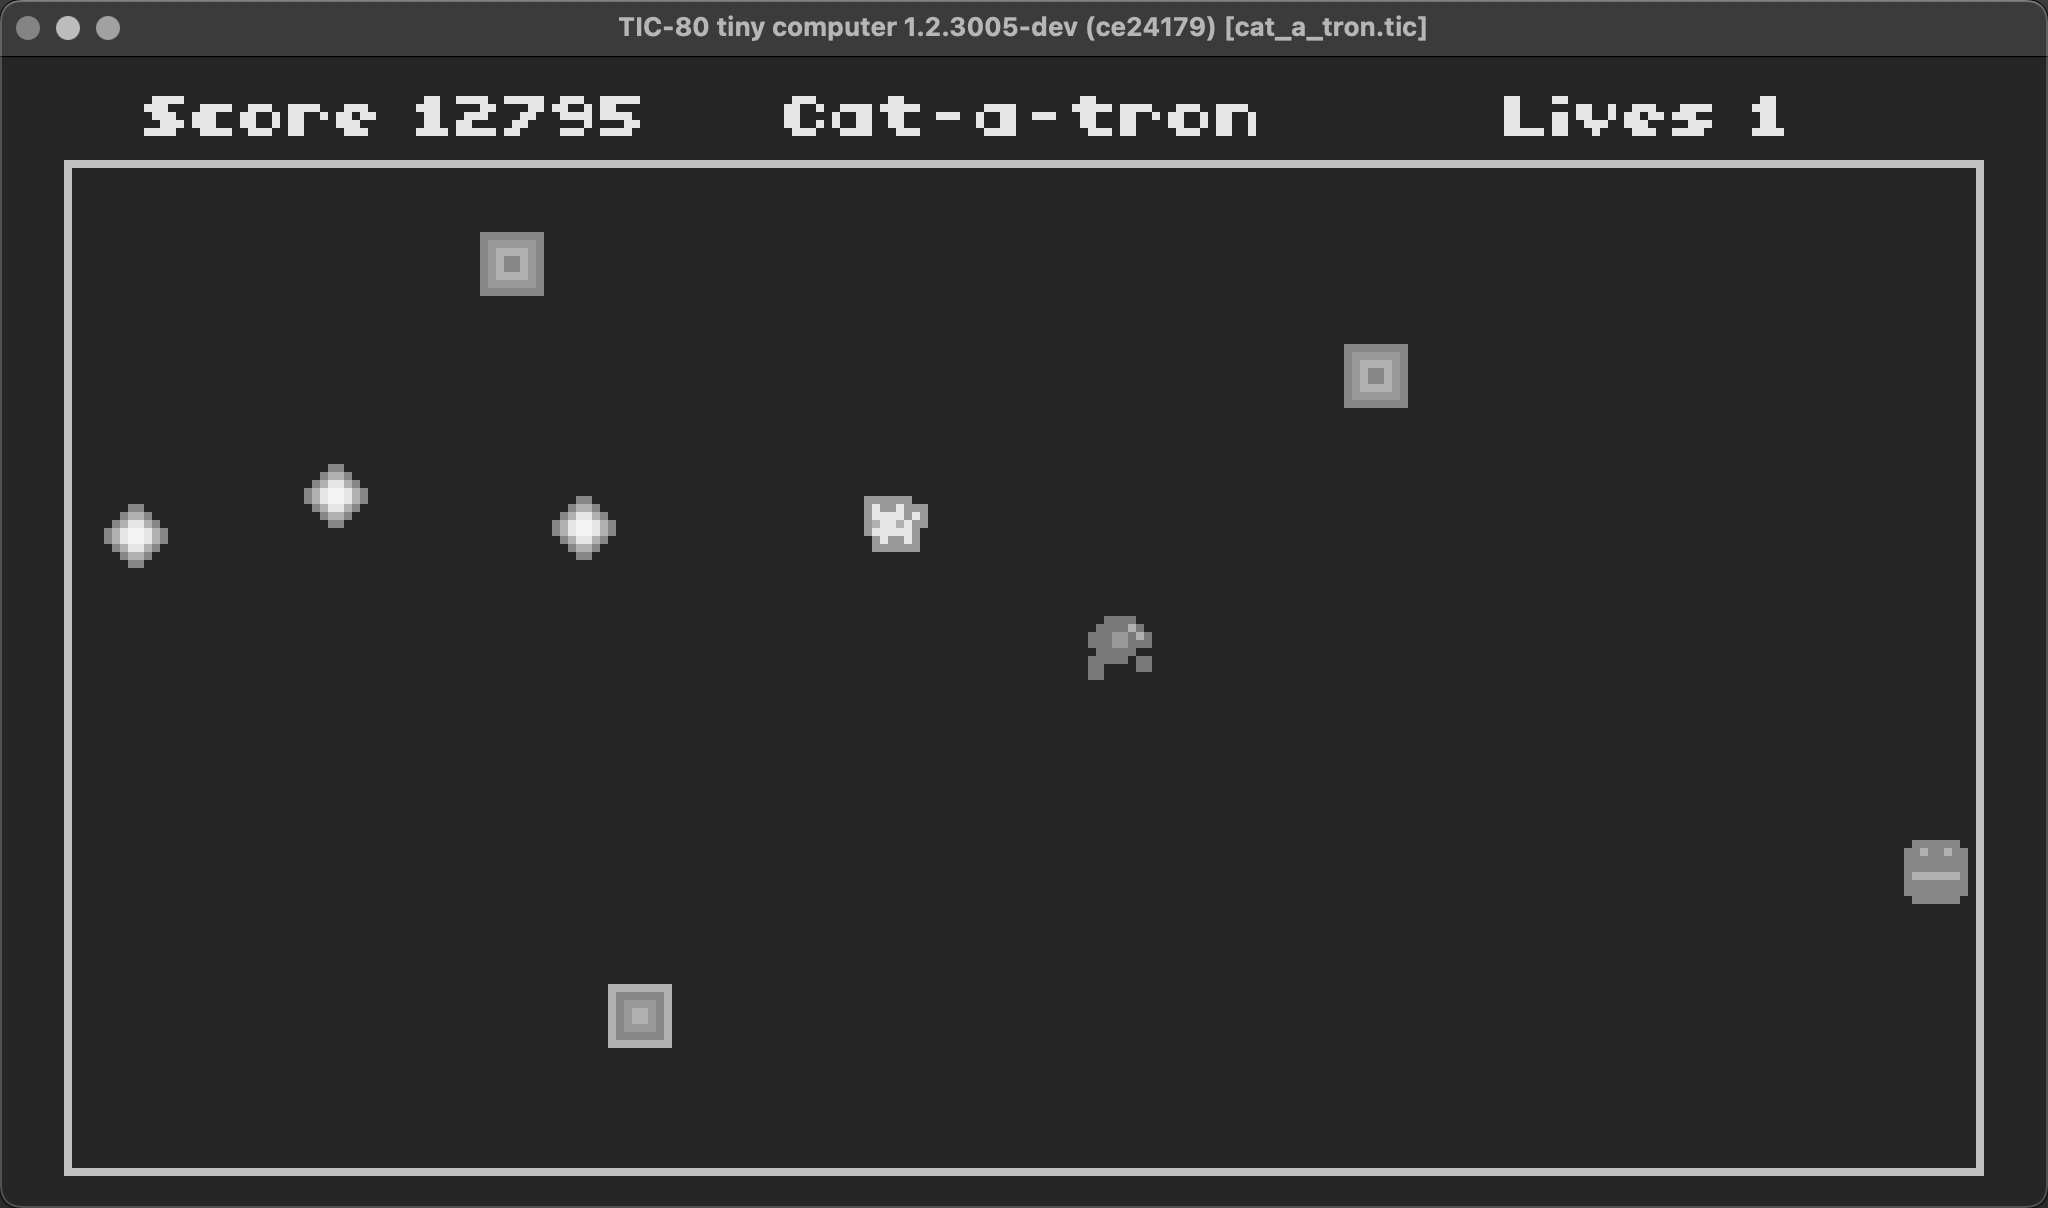 TIC-80 tiny computer 1.2.3005-dev (ce24179) [cat_a_tron.tic]
Score 12795 Cat-a-tron Lives 1